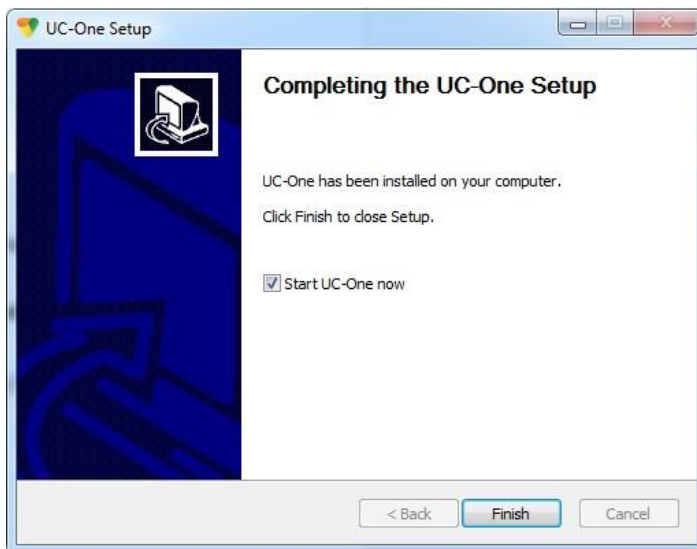 UC-One Setup
Completing the UC-One Setup
UC-One has been installed on your computer.
Click Finish to close Setup.
Start UC-One now
< Back Finish Cancel